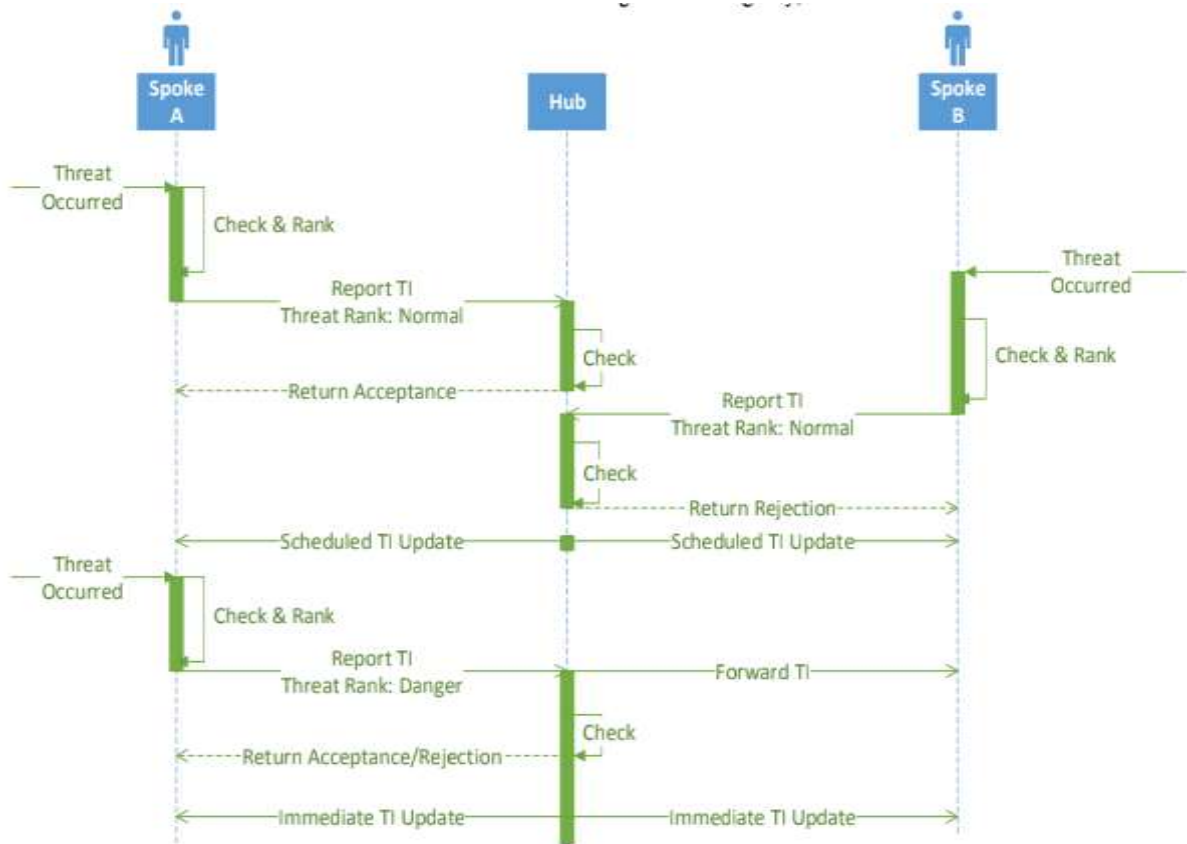 Spoke
A
Hub
Spoke
B
Threat
Occurred
Check & Rank
Threat
Occurred
Report TI
Threat Rank: Normal
Check
Check & Rank
Return Acceptance
Report TI
Threat Rank: Normal
Check
Return Rejection
Scheduled TI Update
Scheduled TI Update
Threat
Occurred
Check & Rank
Report TI
Threat Rank: Danger
Forward TI
Check
Return Acceptance/Rejection
Immediate TI Update
Immediate TI Update